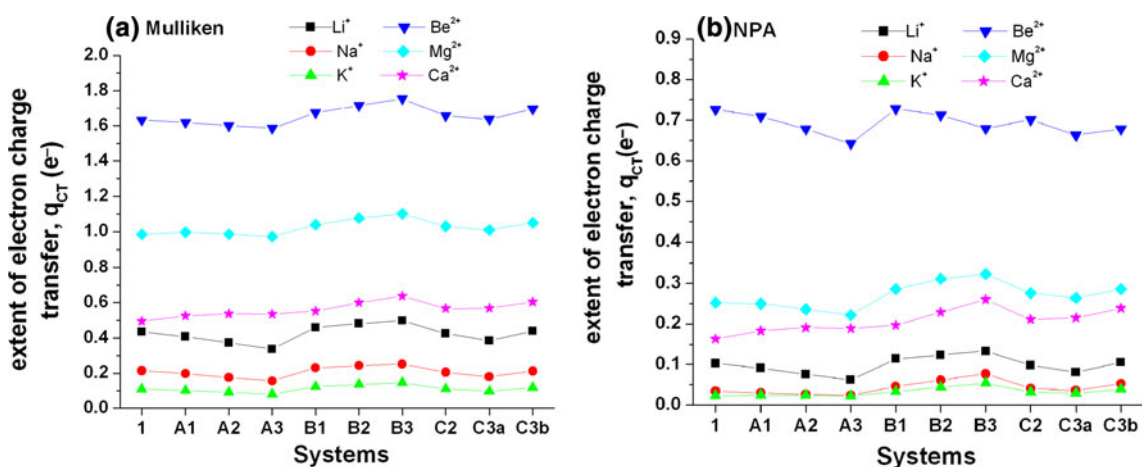 (a) Mulliken
Li⁺ Be²⁺
Na⁺ Mg²⁺
K⁺ Ca²⁺
extent of electron charge
transfer, q_CT (e⁻)
2.0
1.8
1.6
1.4
1.2
1.0
0.8
0.6
0.4
0.2
0.0
1 A1 A2 A3 B1 B2 B3 C2 C3a C3b
Systems
(b) NPA
Li⁺ Be²⁺
Na⁺ Mg²⁺
K⁺ Ca²⁺
extent of electron charge
transfer, q_CT(e⁻)
0.9
0.8
0.7
0.6
0.5
0.4
0.3
0.2
0.1
0.0
1 A1 A2 A3 B1 B2 B3 C2 C3a C3b
Systems